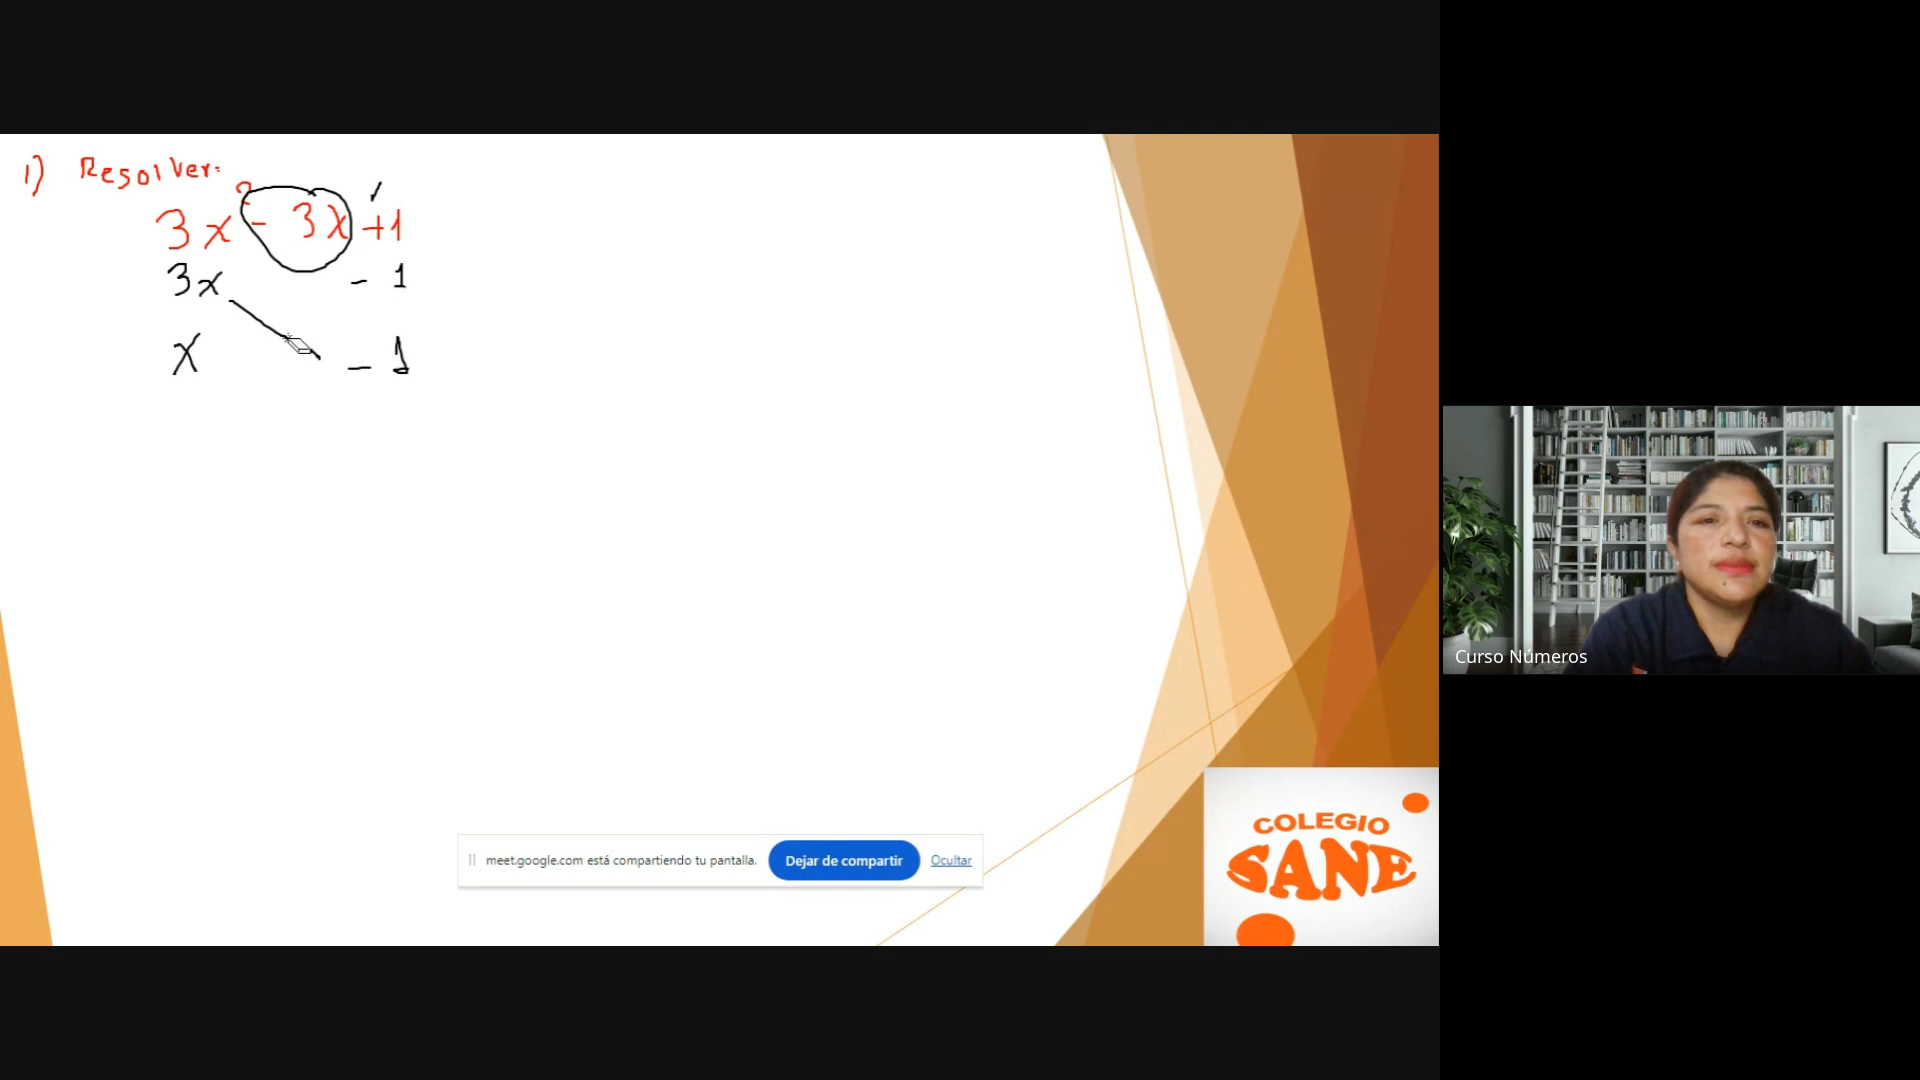 1) Resolver:
3x² - 3x + 1
3x - 1
x - 1
Curso Números
COLEGIO
SANE
meet.google.com está compartiendo tu pantalla. Dejar de compartir Ocultar